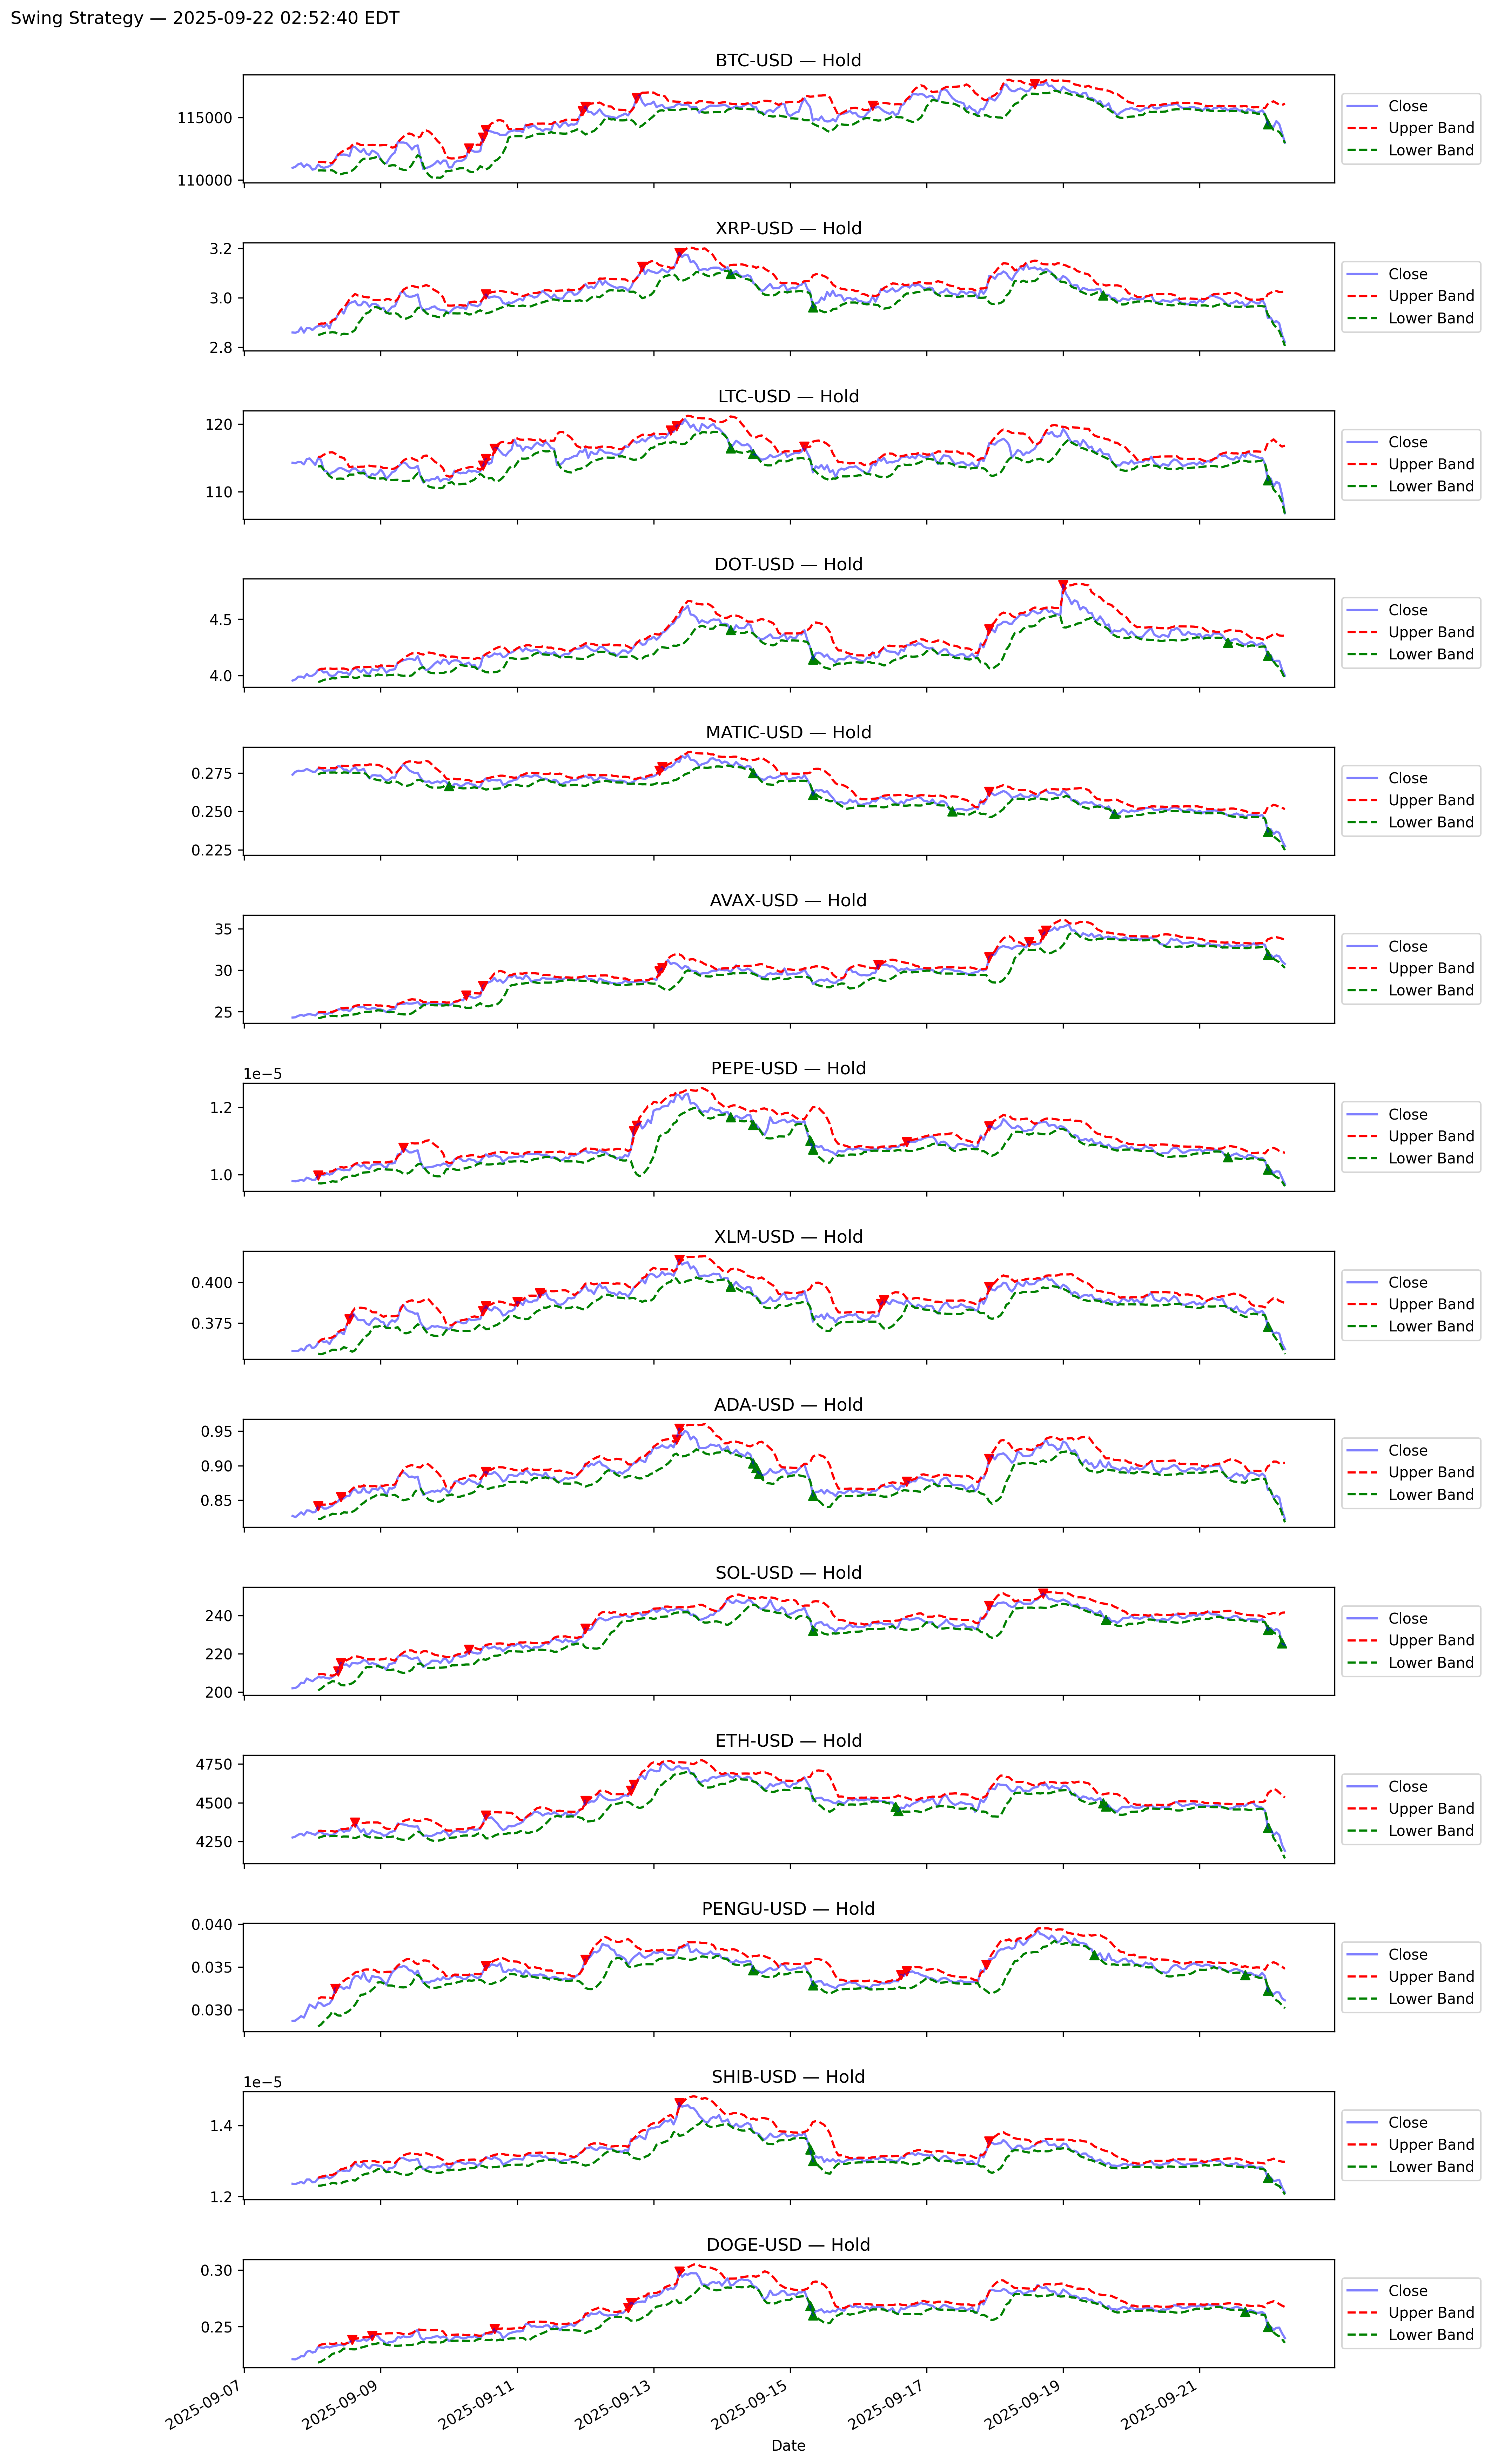 Swing Strategy — 2025-09-22 02:52:40 EDT
BTC-USD — Hold
115000
110000
Close
Upper Band
Lower Band
XRP-USD — Hold
3.2
3.0
2.8
Close
Upper Band
Lower Band
LTC-USD — Hold
120
110
Close
Upper Band
Lower Band
DOT-USD — Hold
4.5
4.0
Close
Upper Band
Lower Band
MATIC-USD — Hold
0.275
0.250
0.225
Close
Upper Band
Lower Band
AVAX-USD — Hold
35
30
25
Close
Upper Band
Lower Band
PEPE-USD — Hold
1e−5
1.2
1.0
Close
Upper Band
Lower Band
XLM-USD — Hold
0.400
0.375
Close
Upper Band
Lower Band
ADA-USD — Hold
0.95
0.90
0.85
Close
Upper Band
Lower Band
SOL-USD — Hold
240
220
200
Close
Upper Band
Lower Band
ETH-USD — Hold
4750
4500
4250
Close
Upper Band
Lower Band
PENGU-USD — Hold
0.040
0.035
0.030
Close
Upper Band
Lower Band
SHIB-USD — Hold
1e−5
1.4
1.2
Close
Upper Band
Lower Band
DOGE-USD — Hold
0.30
0.25
Close
Upper Band
Lower Band
2025-09-07
2025-09-09
2025-09-11
2025-09-13
2025-09-15
2025-09-17
2025-09-19
2025-09-21
Date